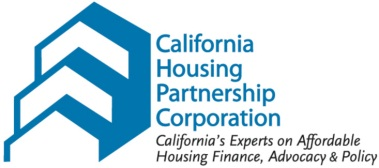 California
Housing
Partnership
Corporation
California's Experts on Affordable
Housing Finance, Advocacy & Policy